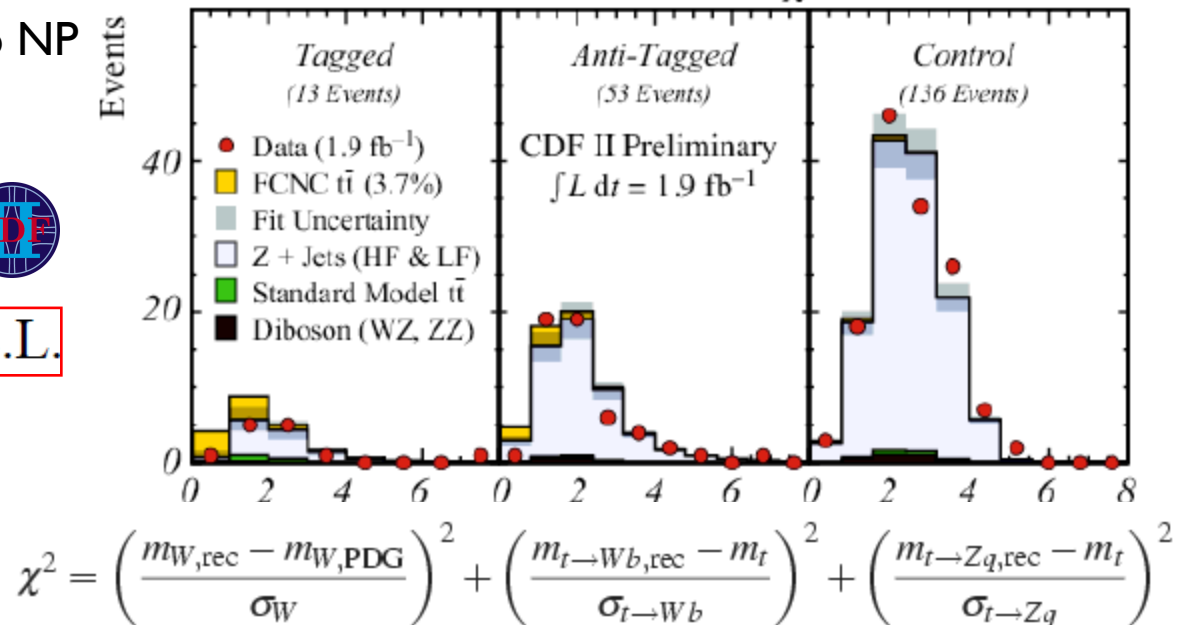 NP
Events
Tagged
(13 Events)
Anti-Tagged
(53 Events)
Control
(136 Events)
Data (1.9 fb⁻¹)
FCNC tt̄ (3.7%)
Fit Uncertainty
Z + Jets (HF & LF)
Standard Model tt̄
Diboson (WZ, ZZ)
CDF II Preliminary
∫L dt = 1.9 fb⁻¹
40
20
0
0 2 4 6 0 2 4 6 0 2 4 6 8
DF
II
.L.
χ² = ((m_W,rec − m_W,PDG) / σ_W)² + ((m_t→Wb,rec − m_t) / σ_t→Wb)² + ((m_t→Zq,rec − m_t) / σ_t→Zq)²